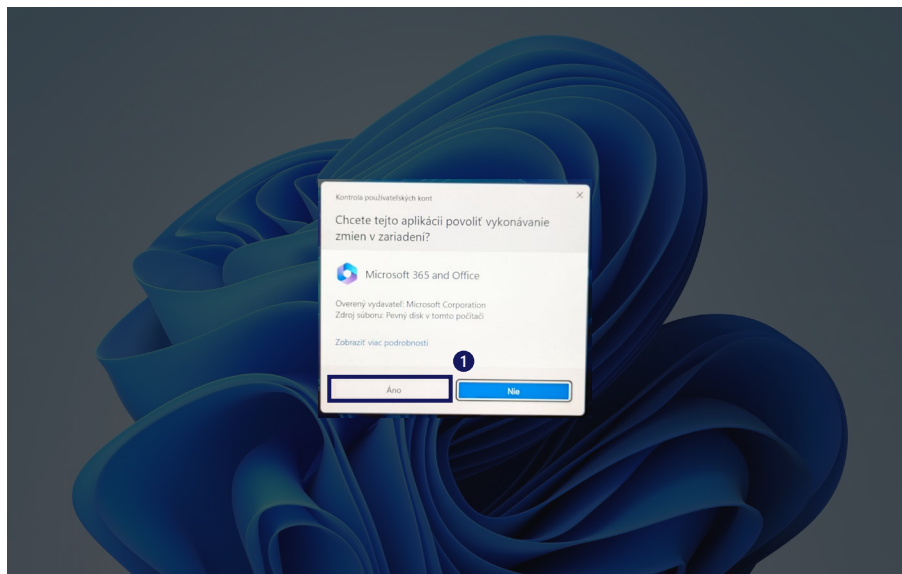 Kontrola používateľských kont
Chcete tejto aplikácii povoliť vykonávanie
zmien v zariadení?
Microsoft 365 and Office
Overený vydavateľ: Microsoft Corporation
Zdroj súboru: Pevný disk v tomto počítači
Zobraziť viac podrobností
1
Áno
Nie